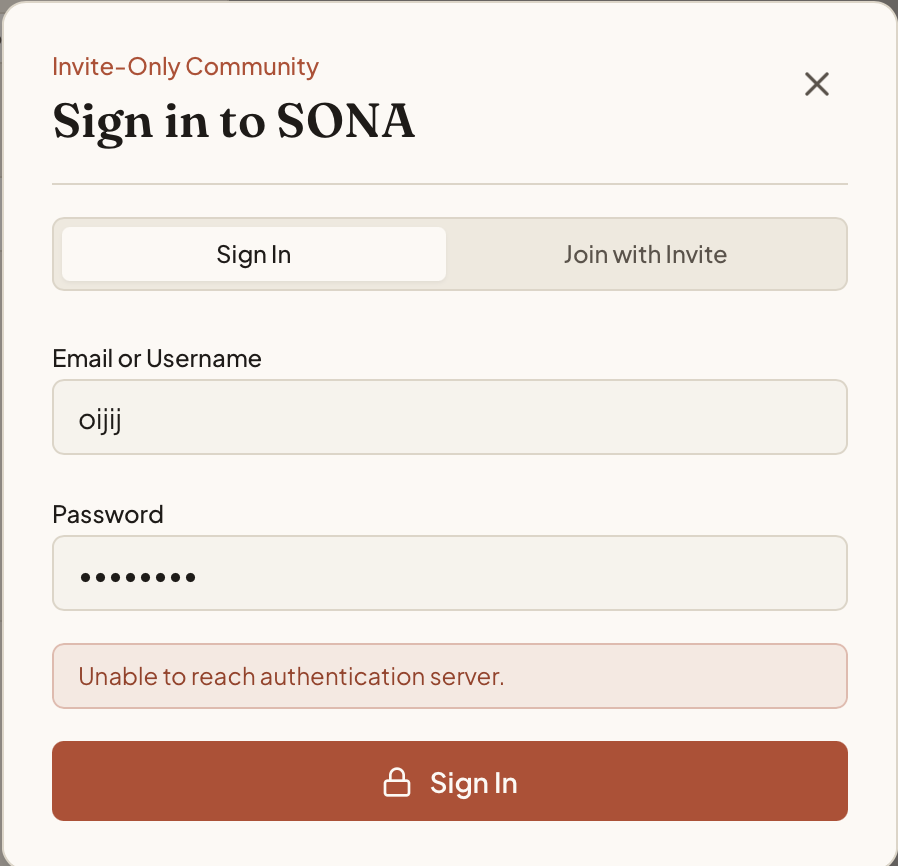 Invite-Only Community
Sign in to SONA
Sign In
Join with Invite
Email or Username
oijij
Password
Unable to reach authentication server.
Sign In